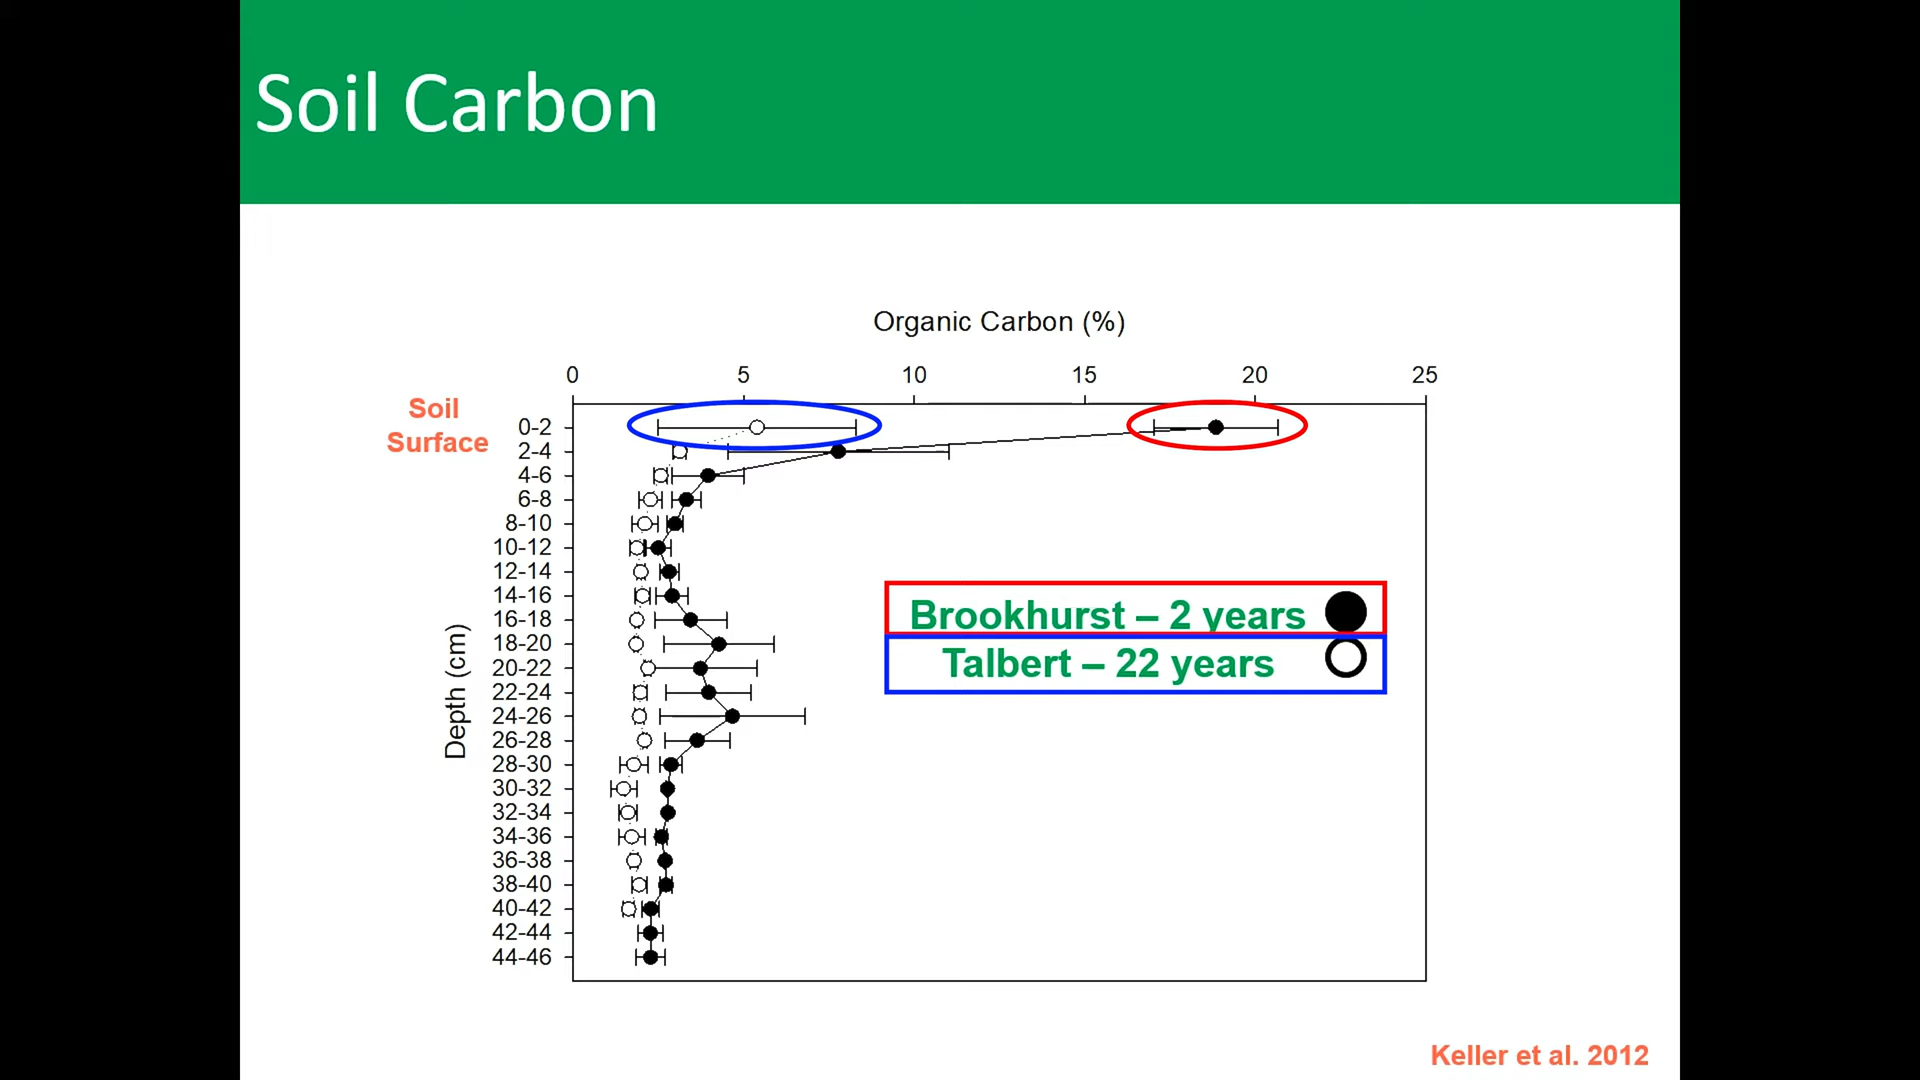 Soil Carbon
Organic Carbon (%)
0 5 10 15 20 25
Soil
Surface
0-2
2-4
4-6
6-8
8-10
10-12
12-14
14-16
16-18
18-20
20-22
22-24
24-26
26-28
28-30
30-32
32-34
34-36
36-38
38-40
40-42
42-44
44-46
Depth (cm)
Brookhurst – 2 years
Talbert – 22 years
Keller et al. 2012